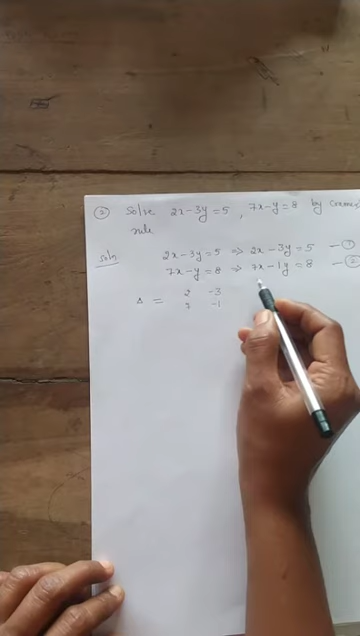 ② Solve 2x-3y=5, 7x-y=8 by Cramer's
rule
Soln 2x-3y=5 ⇒ 2x-3y=5 —①
7x-y=8 ⇒ 7x-1y=8 —②
Δ = 2 -3
7 -1